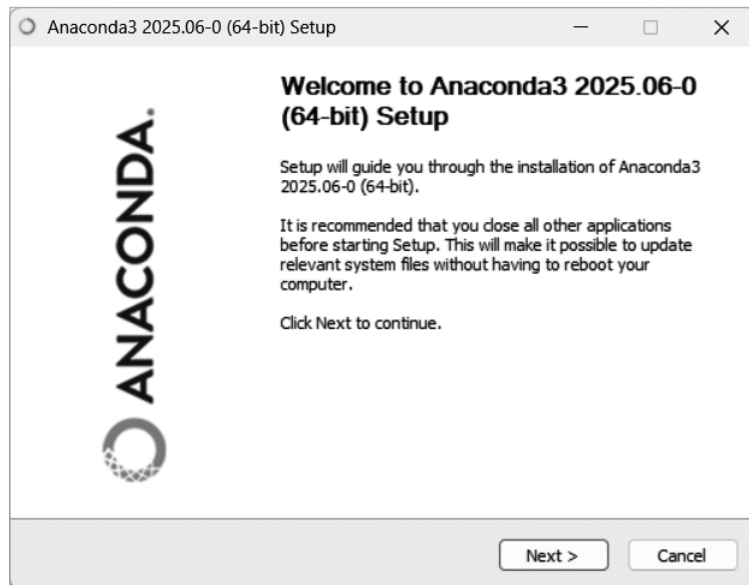 Anaconda3 2025.06-0 (64-bit) Setup
ANACONDA.
Welcome to Anaconda3 2025.06-0
(64-bit) Setup
Setup will guide you through the installation of Anaconda3
2025.06-0 (64-bit).
It is recommended that you close all other applications
before starting Setup. This will make it possible to update
relevant system files without having to reboot your
computer.
Click Next to continue.
Next >
Cancel